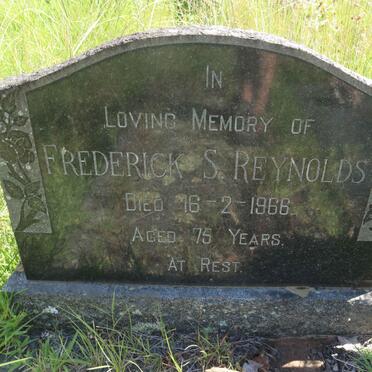 IN
LOVING MEMORY OF
FREDERICK S. REYNOLDS
DIED 16-2-1966.
AGED 75 YEARS.
AT REST.